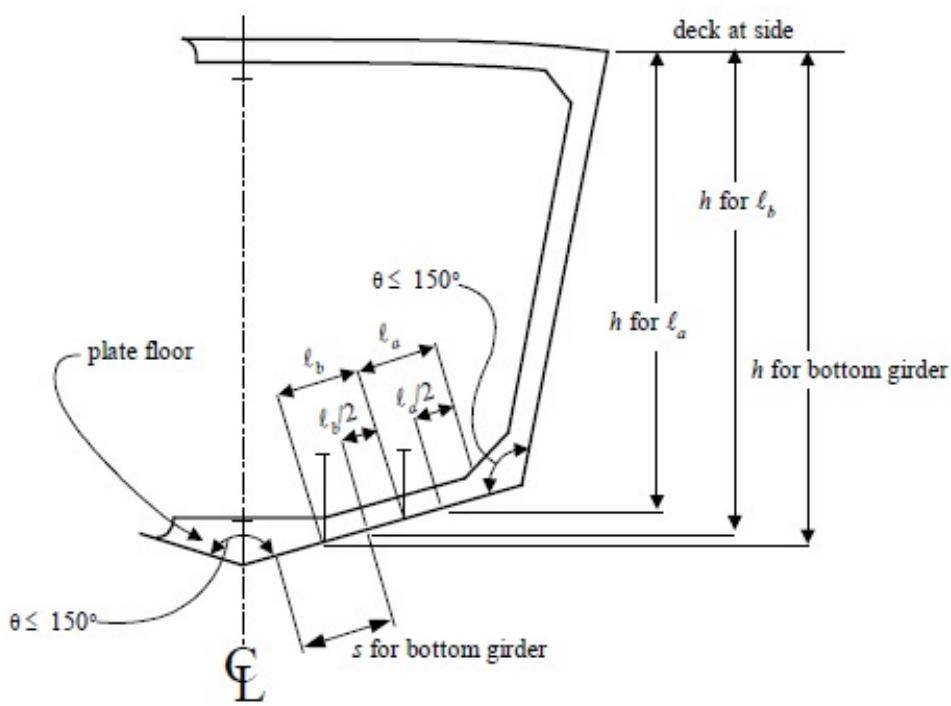 deck at side
h for ℓb
θ ≤ 150°
h for ℓa
plate floor
ℓb
ℓa
h for bottom girder
ℓb/2
ℓa/2
θ ≤ 150°
s for bottom girder
℄